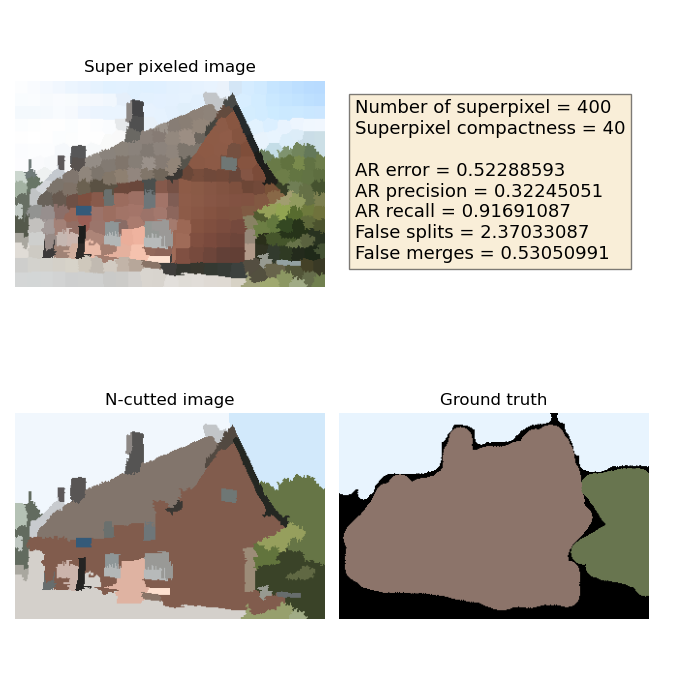 Super pixeled image
Number of superpixel = 400
Superpixel compactness = 40
AR error = 0.52288593
AR precision = 0.32245051
AR recall = 0.91691087
False splits = 2.37033087
False merges = 0.53050991
N-cutted image
Ground truth